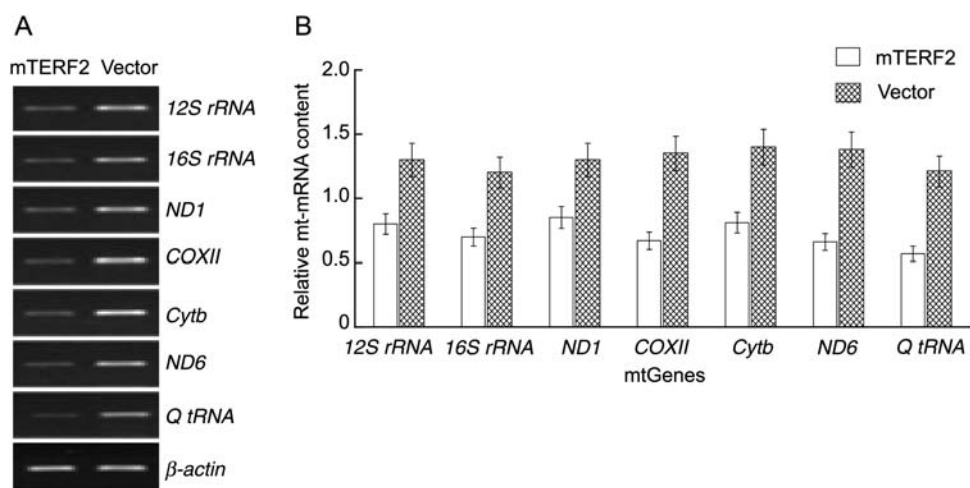 A
mTERF2 Vector
12S rRNA
16S rRNA
ND1
COXII
Cytb
ND6
Q tRNA
β-actin
B
mTERF2
Vector
Relative mt-mRNA content
2.0
1.5
1.0
0.5
0
12S rRNA 16S rRNA ND1 COXII Cytb ND6 Q tRNA
mtGenes